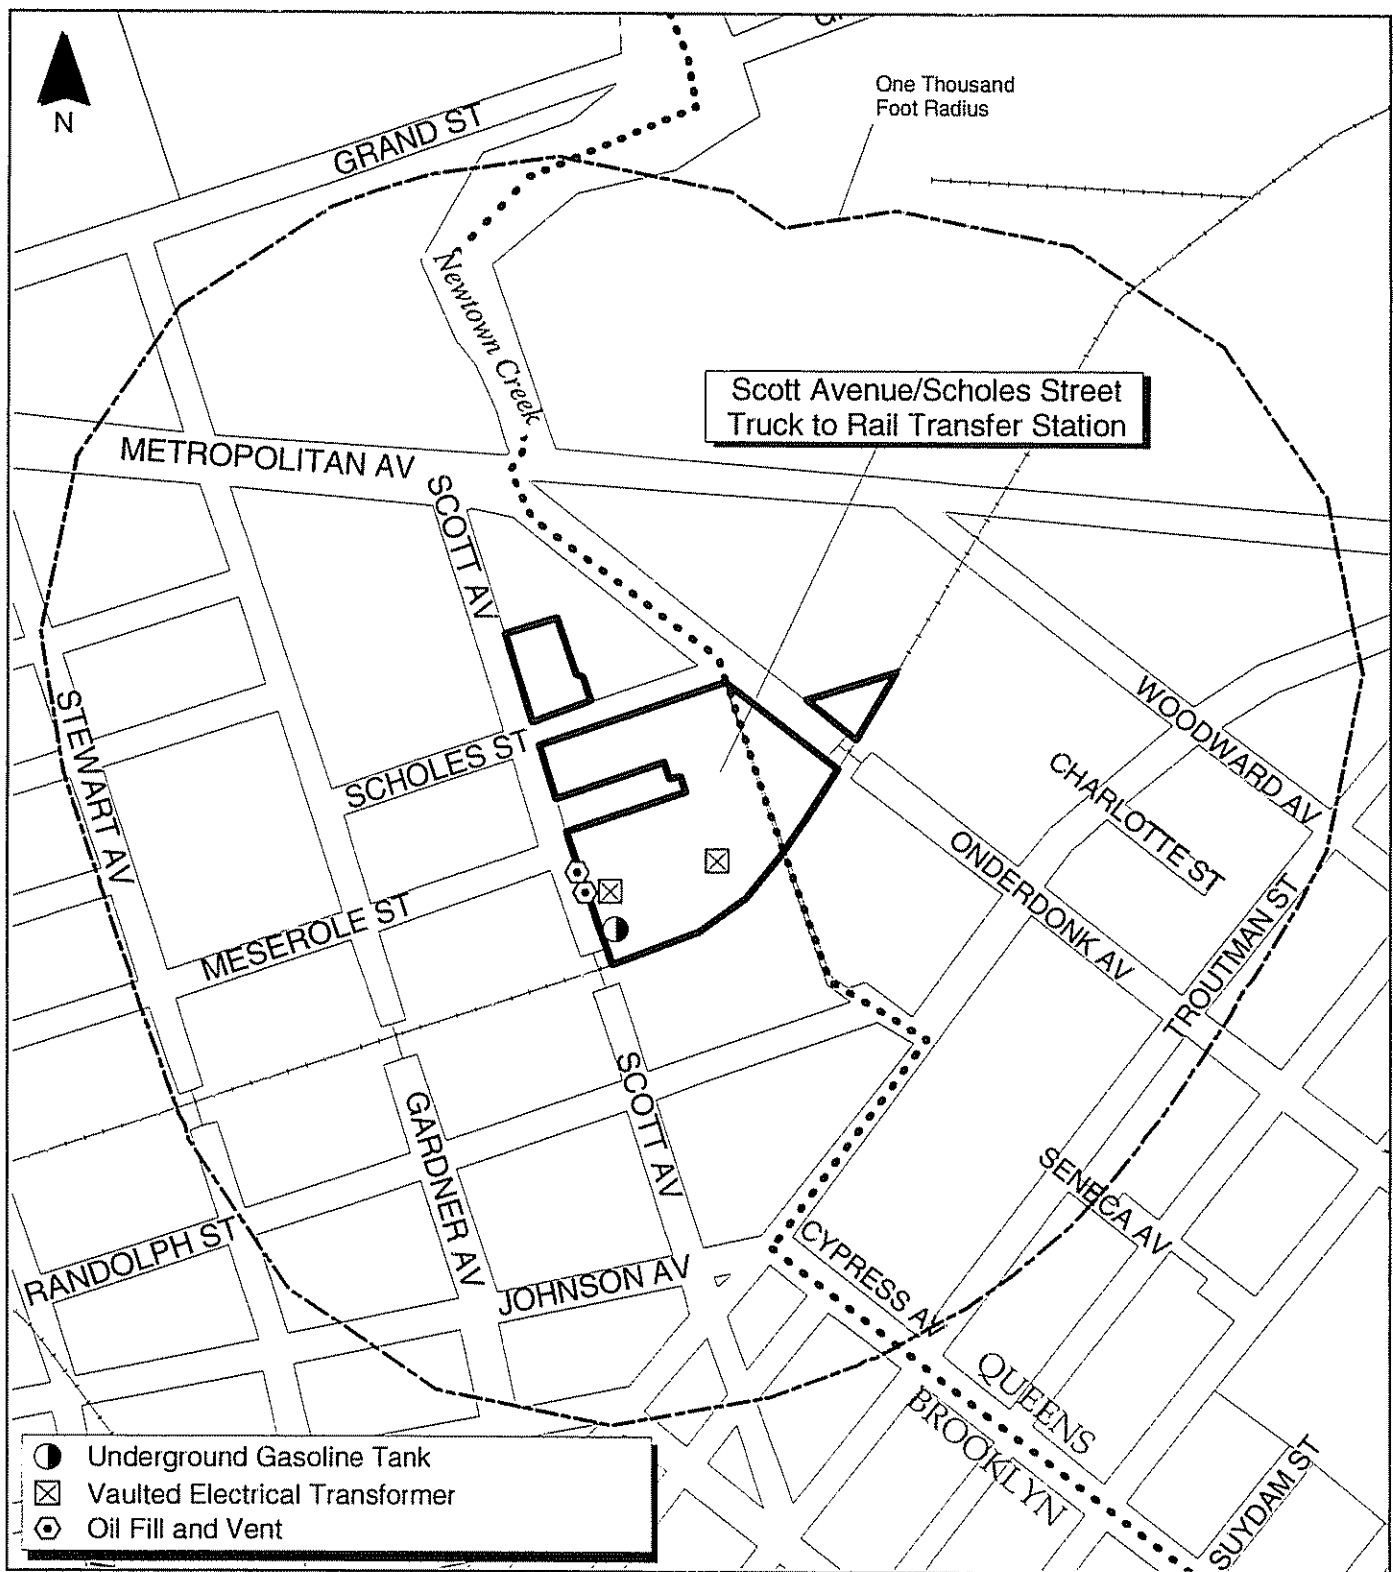 One Thousand
Foot Radius
N
GRAND ST
Newtown Creek
Scott Avenue/Scholes Street
Truck to Rail Transfer Station
METROPOLITAN AV
SCOTT AV
WOODWARD AV
STEWART AV
SCHOLES ST
CHARLOTTE ST
ONDERDONK AV
MESEROLE ST
TROUTMAN ST
SCOTT AV
GARDNER AV
SENECA AV
RANDOLPH ST
CYPRESS AV
JOHNSON AV
QUEENS
BROOKLYN
SUYDAM ST
Underground Gasoline Tank
Vaulted Electrical Transformer
Oil Fill and Vent